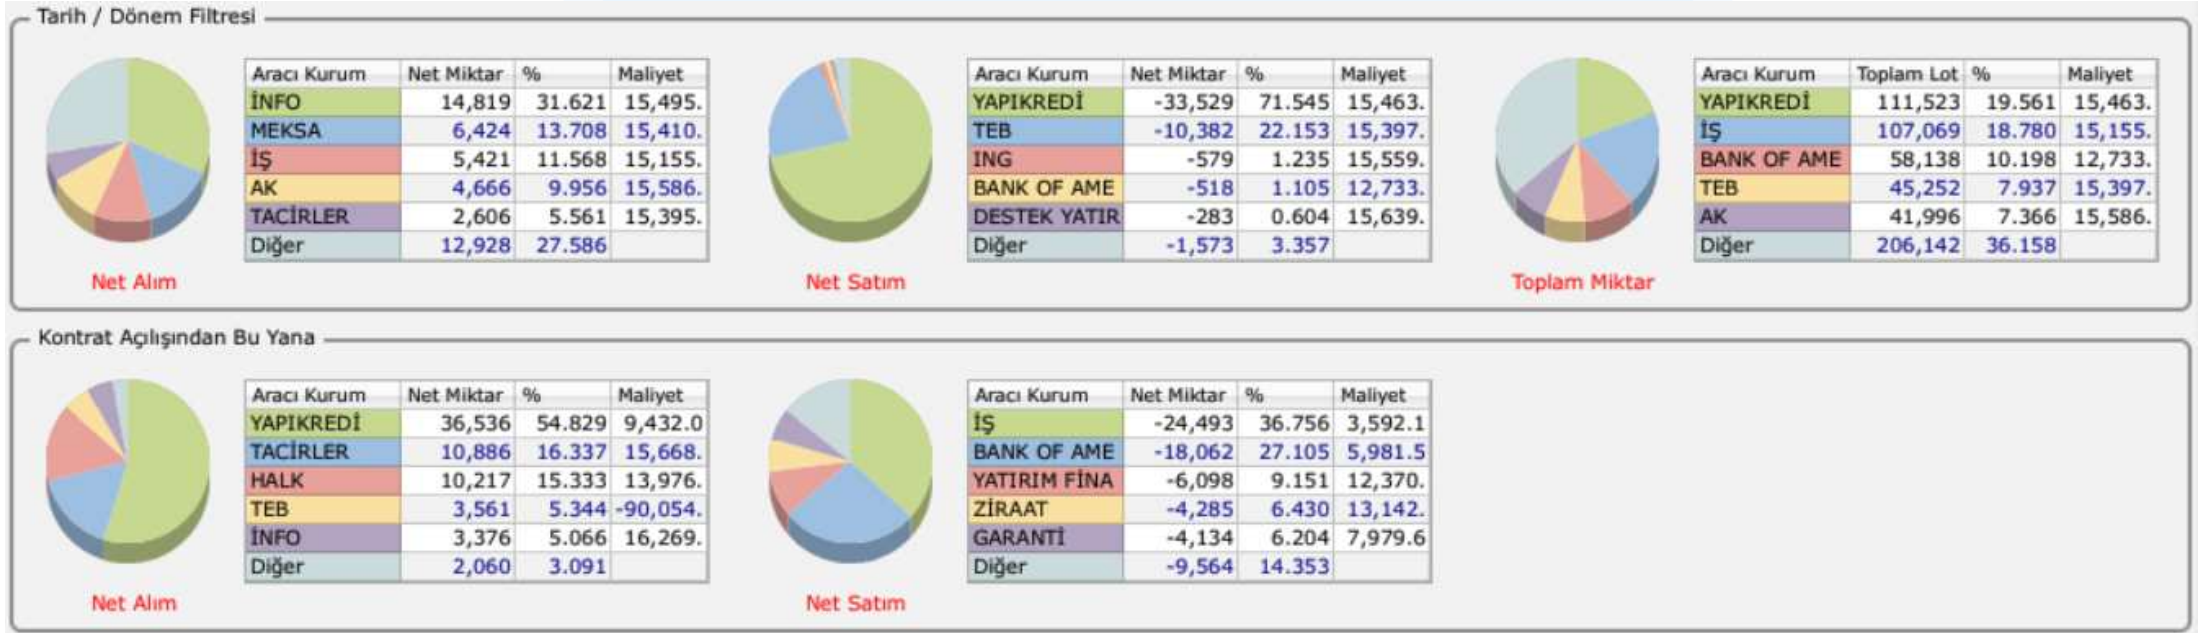 Tarih / Dönem Filtresi
Aracı Kurum Net Miktar % Maliyet
İNFO 14,819 31.621 15,495.
MEKSA 6,424 13.708 15,410.
İŞ 5,421 11.568 15,155.
AK 4,666 9.956 15,586.
TACİRLER 2,606 5.561 15,395.
Diğer 12,928 27.586
Net Alım
Aracı Kurum Net Miktar % Maliyet
YAPIKREDİ -33,529 71.545 15,463.
TEB -10,382 22.153 15,397.
ING -579 1.235 15,559.
BANK OF AME -518 1.105 12,733.
DESTEK YATIR -283 0.604 15,639.
Diğer -1,573 3.357
Net Satım
Aracı Kurum Toplam Lot % Maliyet
YAPIKREDİ 111,523 19.561 15,463.
İŞ 107,069 18.780 15,155.
BANK OF AME 58,138 10.198 12,733.
TEB 45,252 7.937 15,397.
AK 41,996 7.366 15,586.
Diğer 206,142 36.158
Toplam Miktar
Kontrat Açılışından Bu Yana
Aracı Kurum Net Miktar % Maliyet
YAPIKREDİ 36,536 54.829 9,432.0
TACİRLER 10,886 16.337 15,668.
HALK 10,217 15.333 13,976.
TEB 3,561 5.344 -90,054.
İNFO 3,376 5.066 16,269.
Diğer 2,060 3.091
Net Alım
Aracı Kurum Net Miktar % Maliyet
İŞ -24,493 36.756 3,592.1
BANK OF AME -18,062 27.105 5,981.5
YATIRIM FİNA -6,098 9.151 12,370.
ZİRAAT -4,285 6.430 13,142.
GARANTİ -4,134 6.204 7,979.6
Diğer -9,564 14.353
Net Satım